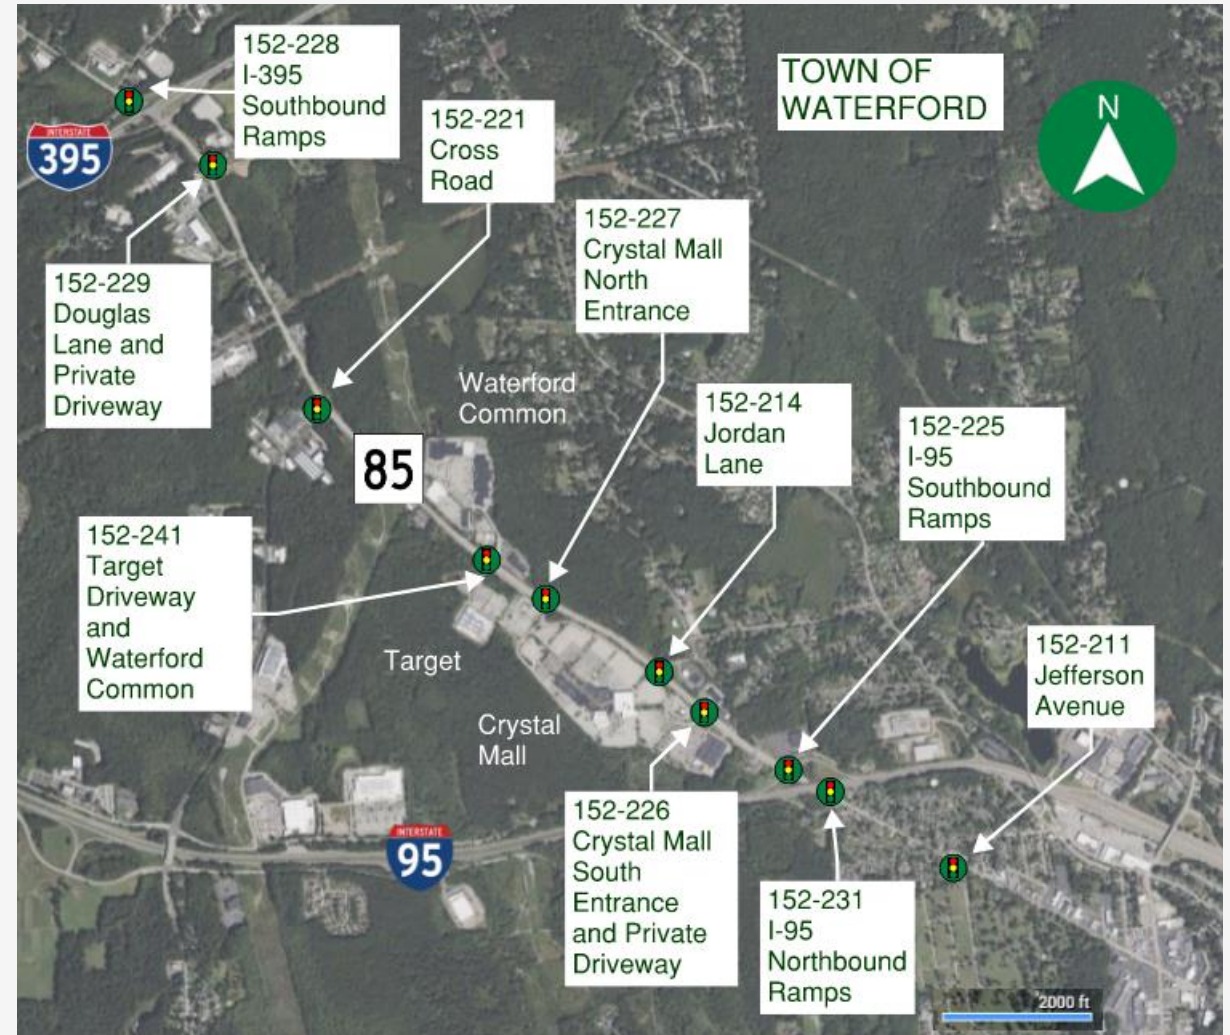 152-228
I-395
Southbound
Ramps
TOWN OF
WATERFORD
N
INTERSTATE
395
152-221
Cross
Road
152-227
Crystal Mall
North
Entrance
152-229
Douglas
Lane and
Private
Driveway
Waterford
Common
152-214
Jordan
Lane
152-225
I-95
Southbound
Ramps
85
152-241
Target
Driveway
and
Waterford
Common
Target
Crystal
Mall
152-211
Jefferson
Avenue
INTERSTATE
95
152-226
Crystal Mall
South
Entrance
and Private
Driveway
152-231
I-95
Northbound
Ramps
2000 ft